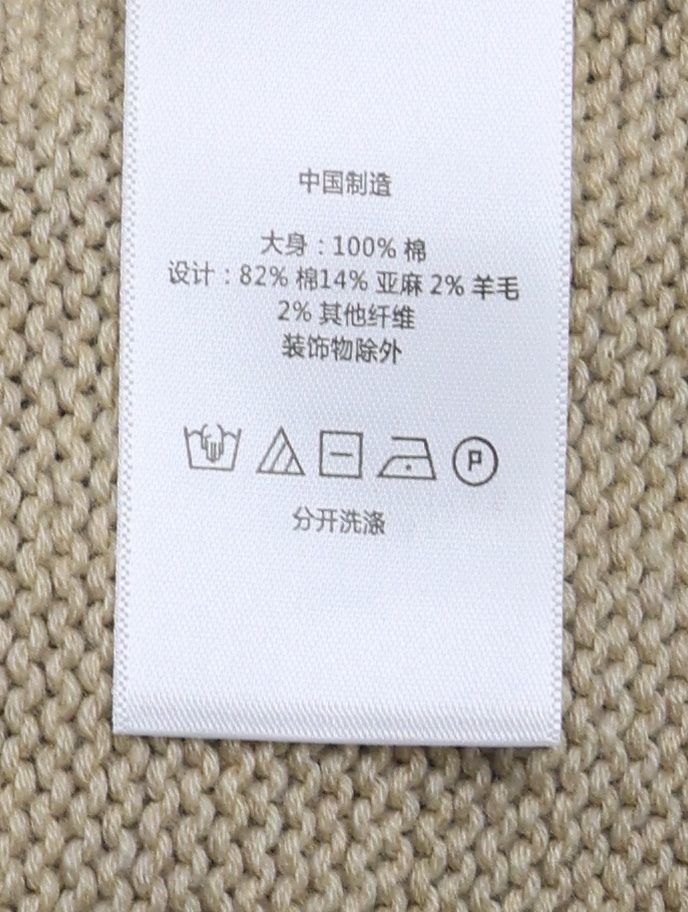 中国制造
大身：100% 棉
设计：82% 棉14% 亚麻 2% 羊毛
2% 其他纤维
装饰物除外
P
分开洗涤